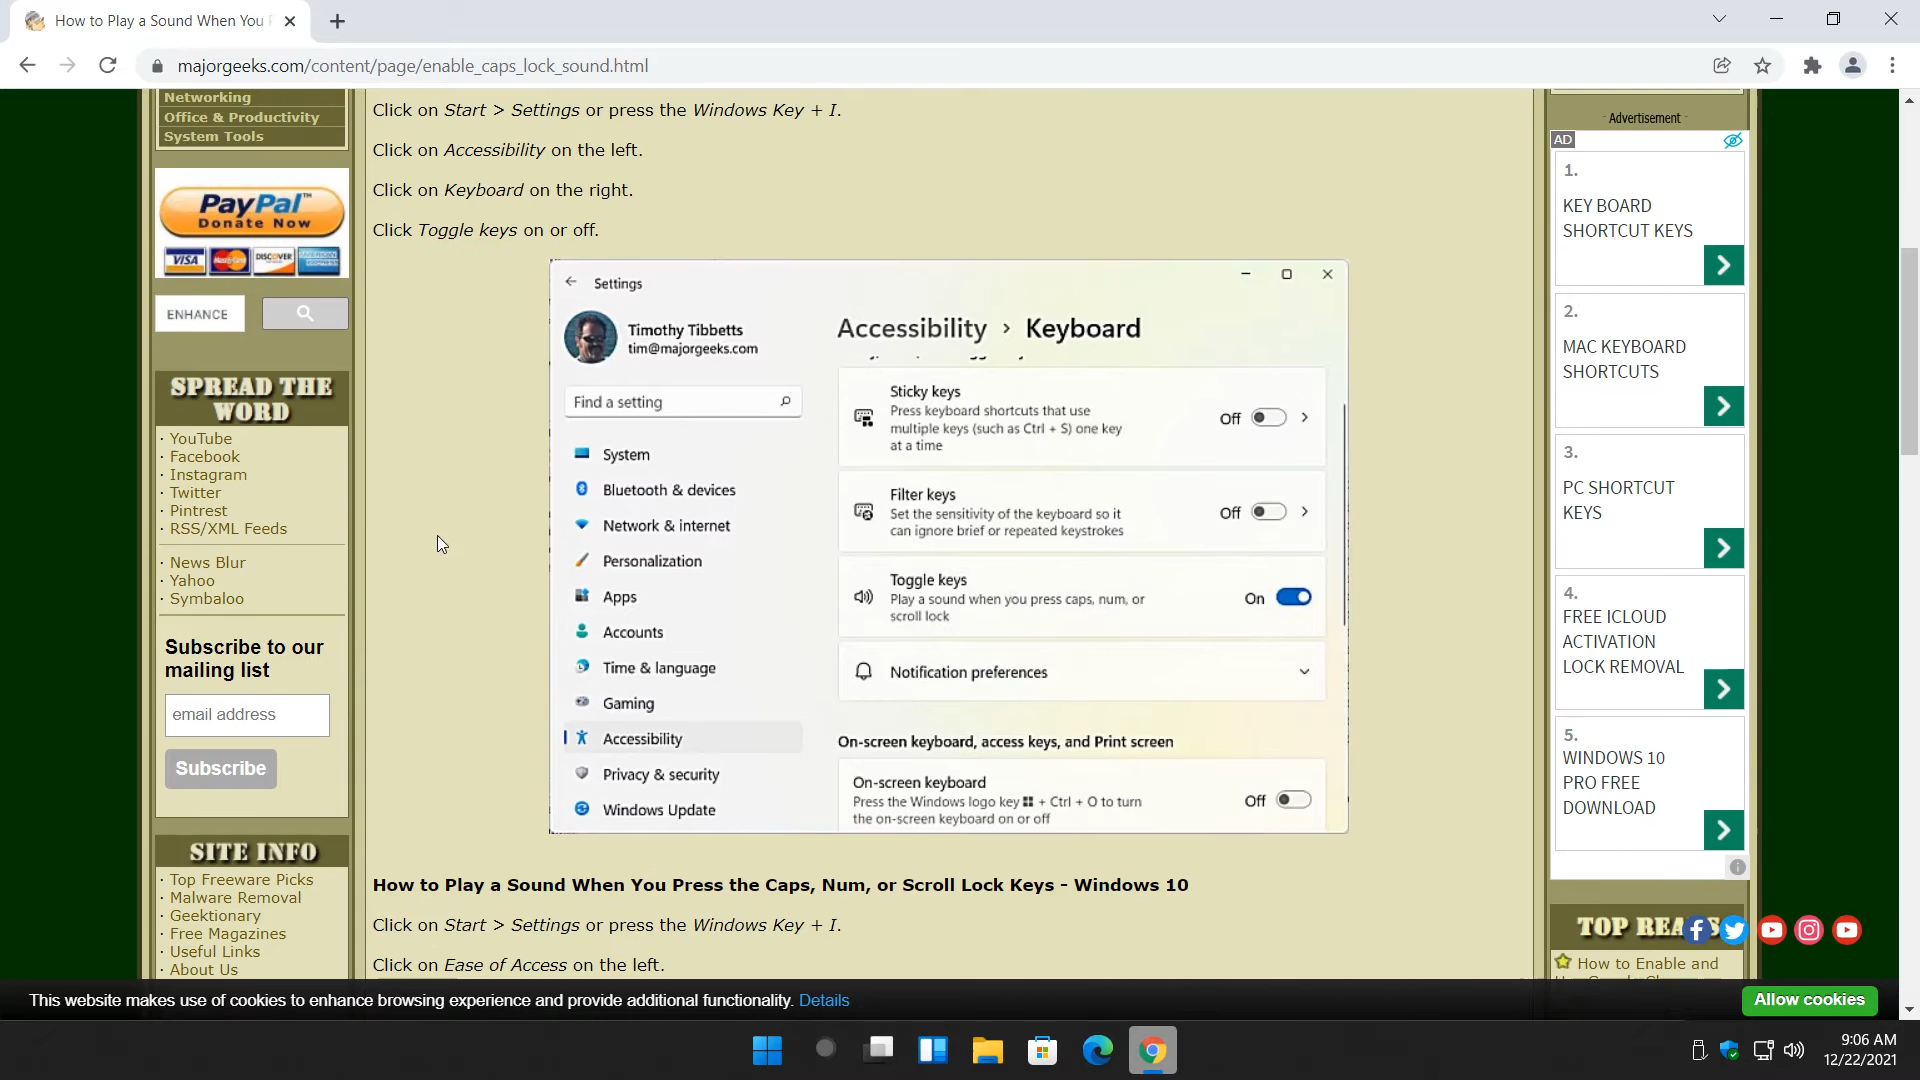 How to Play a Sound When You
majorgeeks.com/content/page/enable_caps_lock_sound.html
Networking
Office & Productivity
System Tools
PayPal™
Donate Now
VISA MasterCard DISCOVER
ENHANCE
SPREAD THE
WORD
· YouTube
· Facebook
· Instagram
· Twitter
· Pintrest
· RSS/XML Feeds
· News Blur
· Yahoo
· Symbaloo
Subscribe to our
mailing list
email address
Subscribe
SITE INFO
· Top Freeware Picks
· Malware Removal
· Geektionary
· Free Magazines
· Useful Links
· About Us
Click on Start > Settings or press the Windows Key + I.
Click on Accessibility on the left.
Click on Keyboard on the right.
Click Toggle keys on or off.
Settings
Timothy Tibbetts
tim@majorgeeks.com
Find a setting
System
Bluetooth & devices
Network & internet
Personalization
Apps
Accounts
Time & language
Gaming
Accessibility
Privacy & security
Windows Update
Accessibility › Keyboard
Sticky keys
Press keyboard shortcuts that use
multiple keys (such as Ctrl + S) one key
at a time
Off
Filter keys
Set the sensitivity of the keyboard so it
can ignore brief or repeated keystrokes
Off
Toggle keys
Play a sound when you press caps, num, or
scroll lock
On
Notification preferences
On-screen keyboard, access keys, and Print screen
On-screen keyboard
Press the Windows logo key + Ctrl + O to turn
the on-screen keyboard on or off
Off
How to Play a Sound When You Press the Caps, Num, or Scroll Lock Keys - Windows 10
Click on Start > Settings or press the Windows Key + I.
Click on Ease of Access on the left.
- Advertisement -
AD
1.
KEY BOARD
SHORTCUT KEYS
2.
MAC KEYBOARD
SHORTCUTS
3.
PC SHORTCUT
KEYS
4.
FREE ICLOUD
ACTIVATION
LOCK REMOVAL
5.
WINDOWS 10
PRO FREE
DOWNLOAD
TOP REA S
How to Enable and
This website makes use of cookies to enhance browsing experience and provide additional functionality. Details
Allow cookies
9:06 AM
12/22/2021